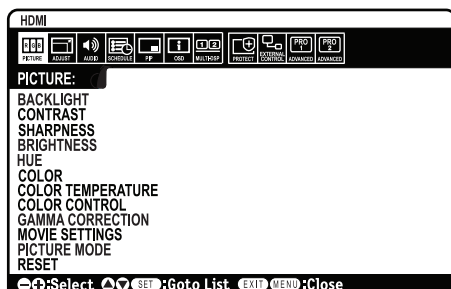 HDMI
RGB PICTURE ADJUST AUDIO SCHEDULE PIP OSD 12 MULTI-DSP PROTECT EXTERNAL CONTROL PRO 1 ADVANCED PRO 2 ADVANCED
PICTURE:
BACKLIGHT
CONTRAST
SHARPNESS
BRIGHTNESS
HUE
COLOR
COLOR TEMPERATURE
COLOR CONTROL
GAMMA CORRECTION
MOVIE SETTINGS
PICTURE MODE
RESET
:Select SET :Goto List EXIT MENU :Close